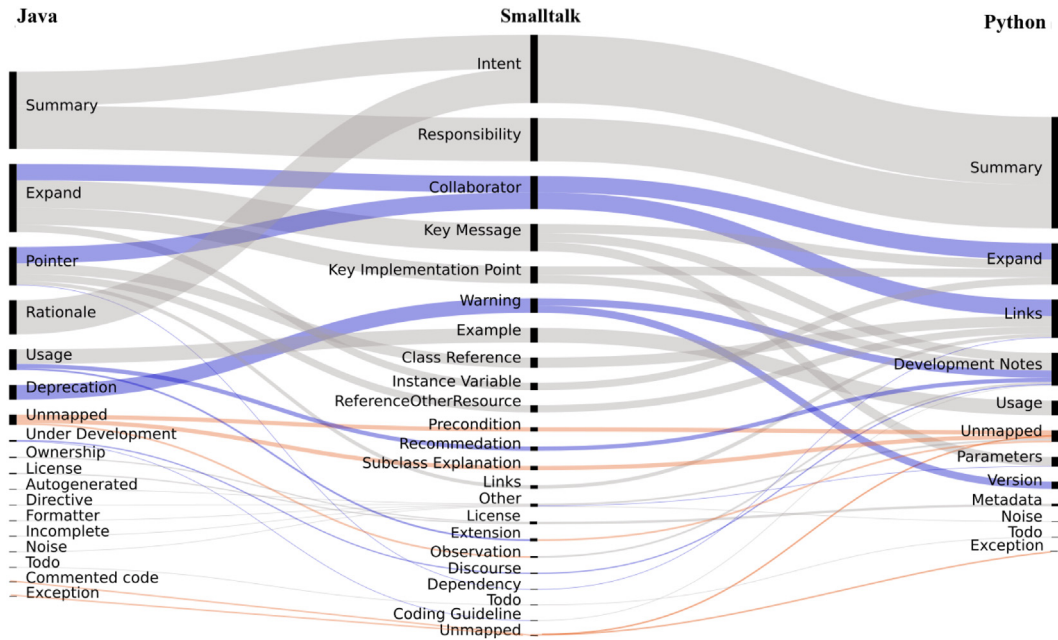 Java
Smalltalk
Python
Summary
Expand
Pointer
Rationale
Usage
Deprecation
Unmapped
Under Development
Ownership
License
Autogenerated
Directive
Formatter
Incomplete
Noise
Todo
Commented code
Exception
Intent
Responsibility
Collaborator
Key Message
Key Implementation Point
Warning
Example
Class Reference
Instance Variable
ReferenceOtherResource
Precondition
Recommedation
Subclass Explanation
Links
Other
License
Extension
Observation
Discourse
Dependency
Todo
Coding Guideline
Unmapped
Summary
Expand
Links
Development Notes
Usage
Unmapped
Parameters
Version
Metadata
Noise
Todo
Exception